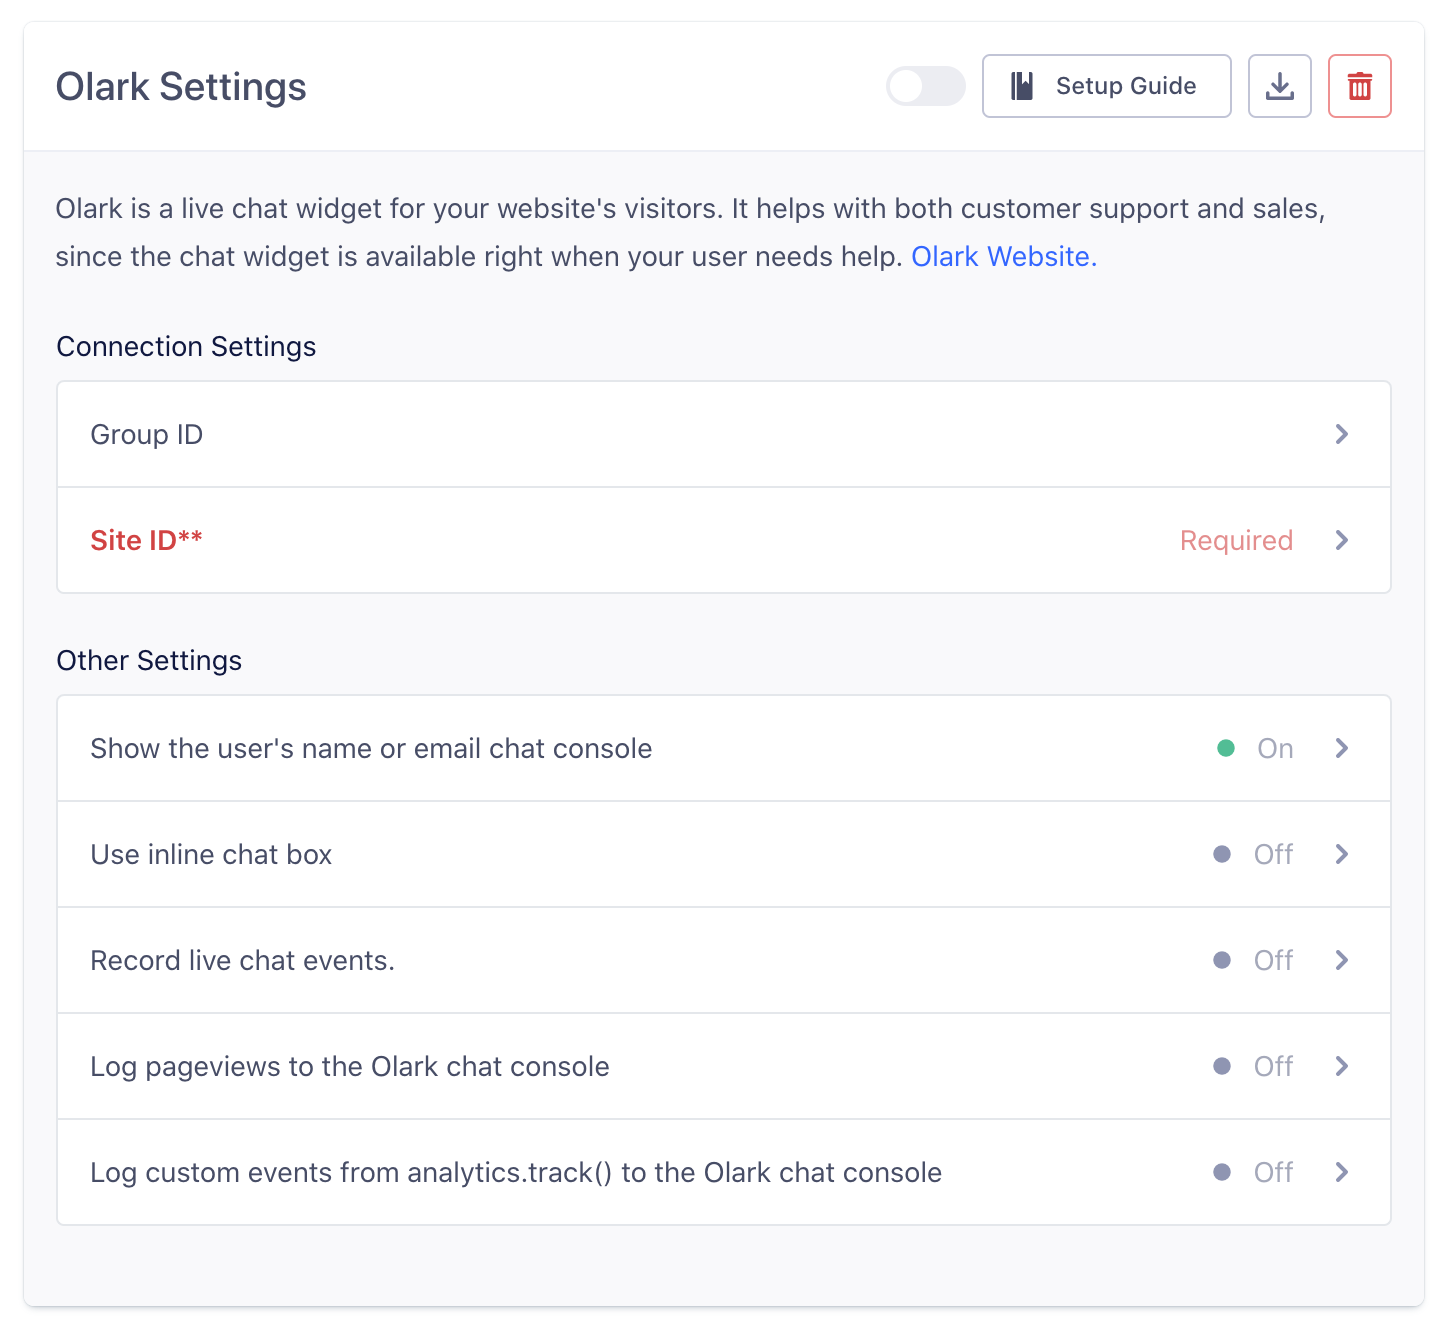 Olark Settings
Setup Guide
Olark is a live chat widget for your website's visitors. It helps with both customer support and sales,
since the chat widget is available right when your user needs help. Olark Website.
Connection Settings
Group ID
Site ID** Required
Other Settings
Show the user's name or email chat console On
Use inline chat box Off
Record live chat events. Off
Log pageviews to the Olark chat console Off
Log custom events from analytics.track() to the Olark chat console Off